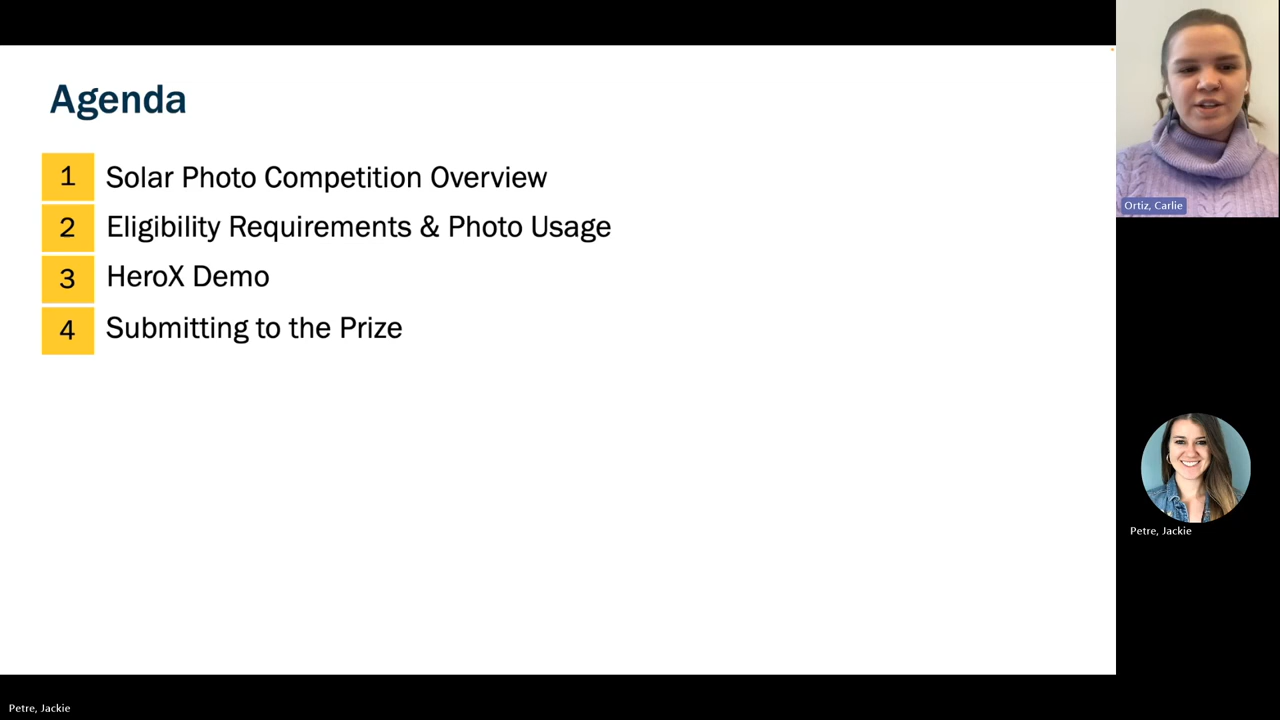 Agenda
1 Solar Photo Competition Overview
2 Eligibility Requirements & Photo Usage
3 HeroX Demo
4 Submitting to the Prize
Ortiz, Carlie
Petre, Jackie
Petre, Jackie